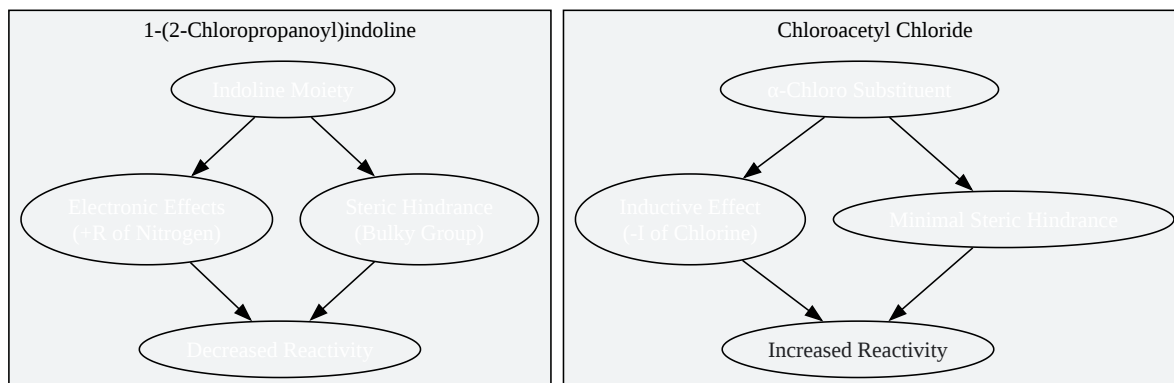 1-(2-Chloropropanoyl)indoline
Indoline Moiety
Electronic Effects
(+R of Nitrogen)
Steric Hindrance
(Bulky Group)
Decreased Reactivity
Chloroacetyl Chloride
α-Chloro Substituent
Inductive Effect
(-I of Chlorine)
Minimal Steric Hindrance
Increased Reactivity